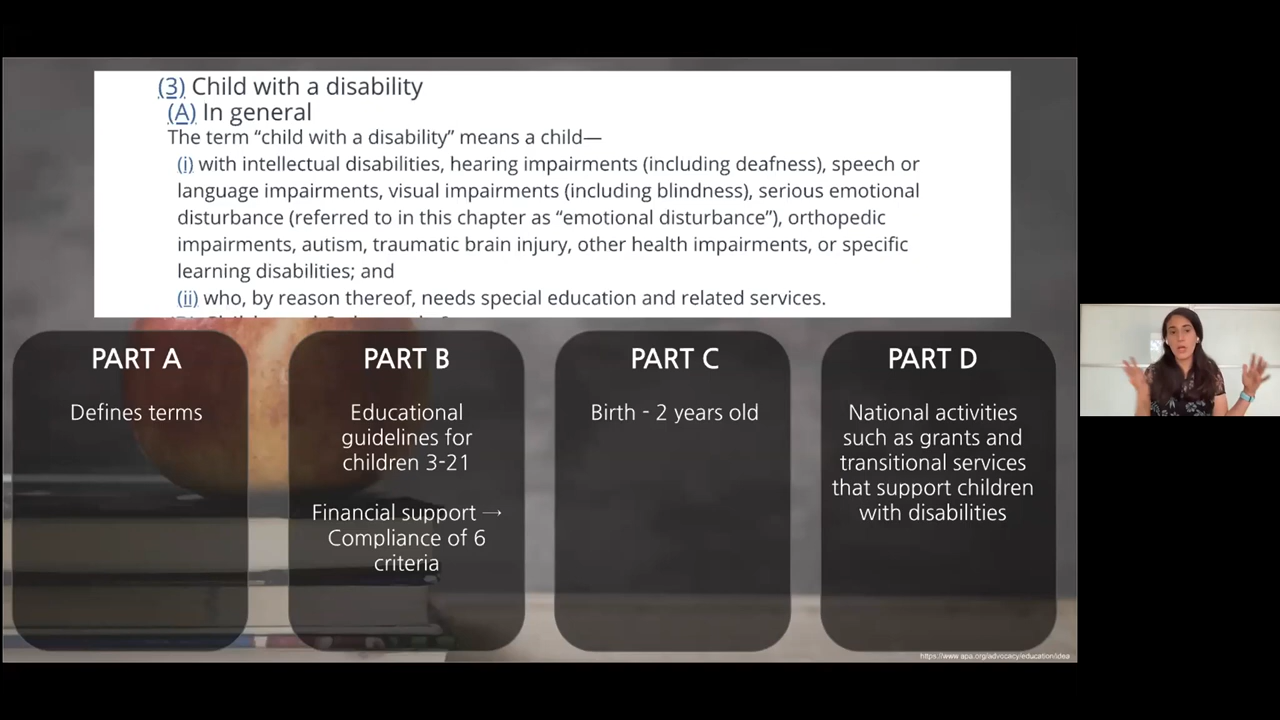 (3) Child with a disability
(A) In general
The term “child with a disability” means a child—
(i) with intellectual disabilities, hearing impairments (including deafness), speech or
language impairments, visual impairments (including blindness), serious emotional
disturbance (referred to in this chapter as “emotional disturbance”), orthopedic
impairments, autism, traumatic brain injury, other health impairments, or specific
learning disabilities; and
(ii) who, by reason thereof, needs special education and related services.
PART A
Defines terms
PART B
Educational
guidelines for
children 3-21
Financial support →
Compliance of 6
criteria
PART C
Birth - 2 years old
PART D
National activities
such as grants and
transitional services
that support children
with disabilities
https://www.apa.org/advocacy/education/idea